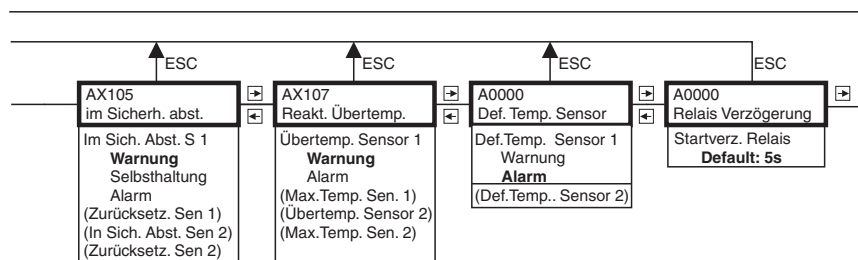 ESC
ESC
ESC
ESC
AX105
im Sicherh. abst.
Im Sich. Abst. S 1
Warnung
Selbsthaltung
Alarm
(Zurücksetz. Sen 1)
(In Sich. Abst. Sen 2)
(Zurücksetz. Sen 2)
AX107
Reakt. Übertemp.
Übertemp. Sensor 1
Warnung
Alarm
(Max.Temp. Sen. 1)
(Übertemp. Sensor 2)
(Max.Temp. Sen. 2)
A0000
Def. Temp. Sensor
Def.Temp. Sensor 1
Warnung
Alarm
(Def.Temp.. Sensor 2)
A0000
Relais Verzögerung
Startverz. Relais
Default: 5s